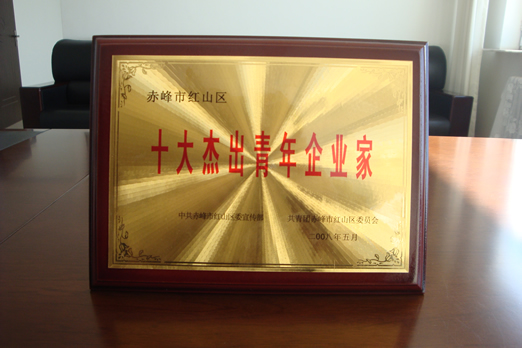 赤峰市红山区
十大杰出青年企业家
中共赤峰市红山区委宣传部 共青团赤峰市红山区委员会
二00八年五月